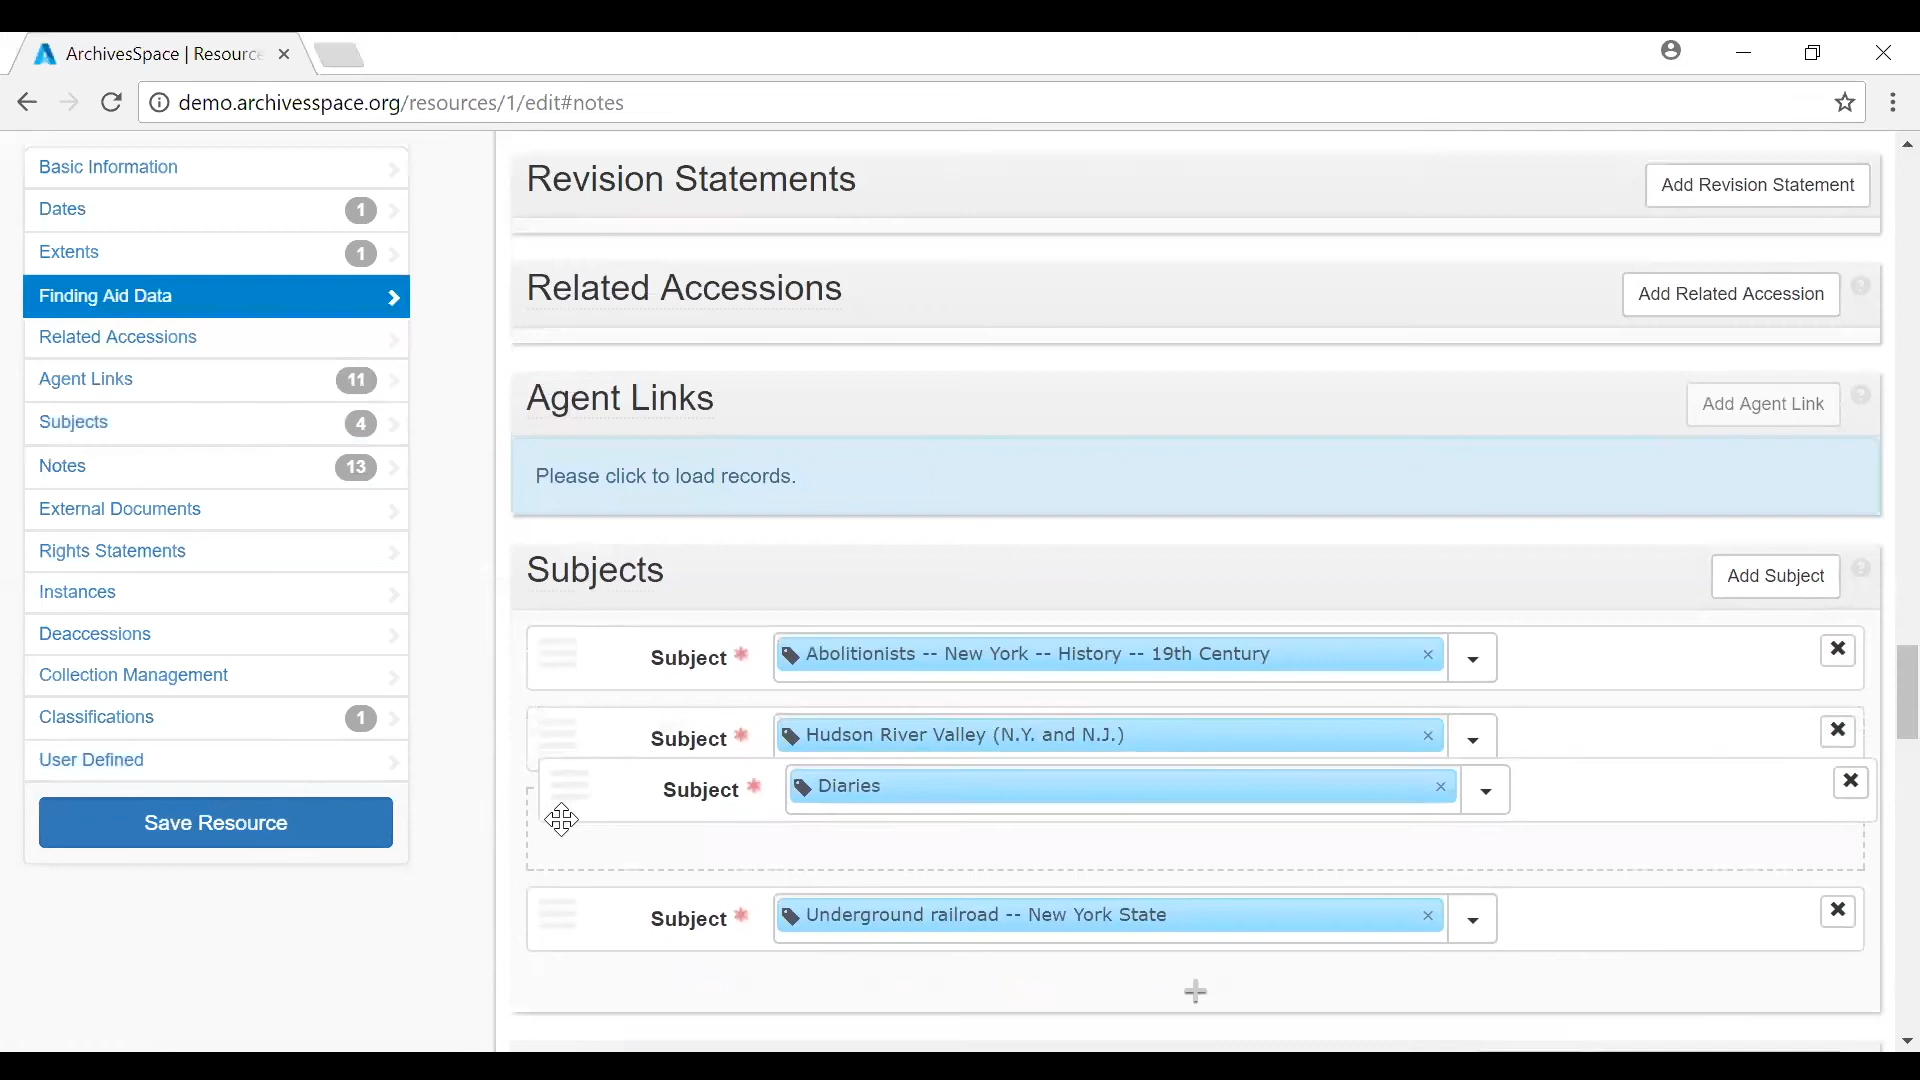 ArchivesSpace | Resource
demo.archivesspace.org/resources/1/edit#notes
Basic Information
Dates 1
Extents 1
Finding Aid Data
Related Accessions
Agent Links 11
Subjects 4
Notes 13
External Documents
Rights Statements
Instances
Deaccessions
Collection Management
Classifications 1
User Defined
Save Resource
Revision Statements
Add Revision Statement
Related Accessions
Add Related Accession
Agent Links
Add Agent Link
Please click to load records.
Subjects
Add Subject
Subject * Abolitionists -- New York -- History -- 19th Century ×
Subject * Hudson River Valley (N.Y. and N.J.) ×
Subject * Diaries ×
Subject * Underground railroad -- New York State ×